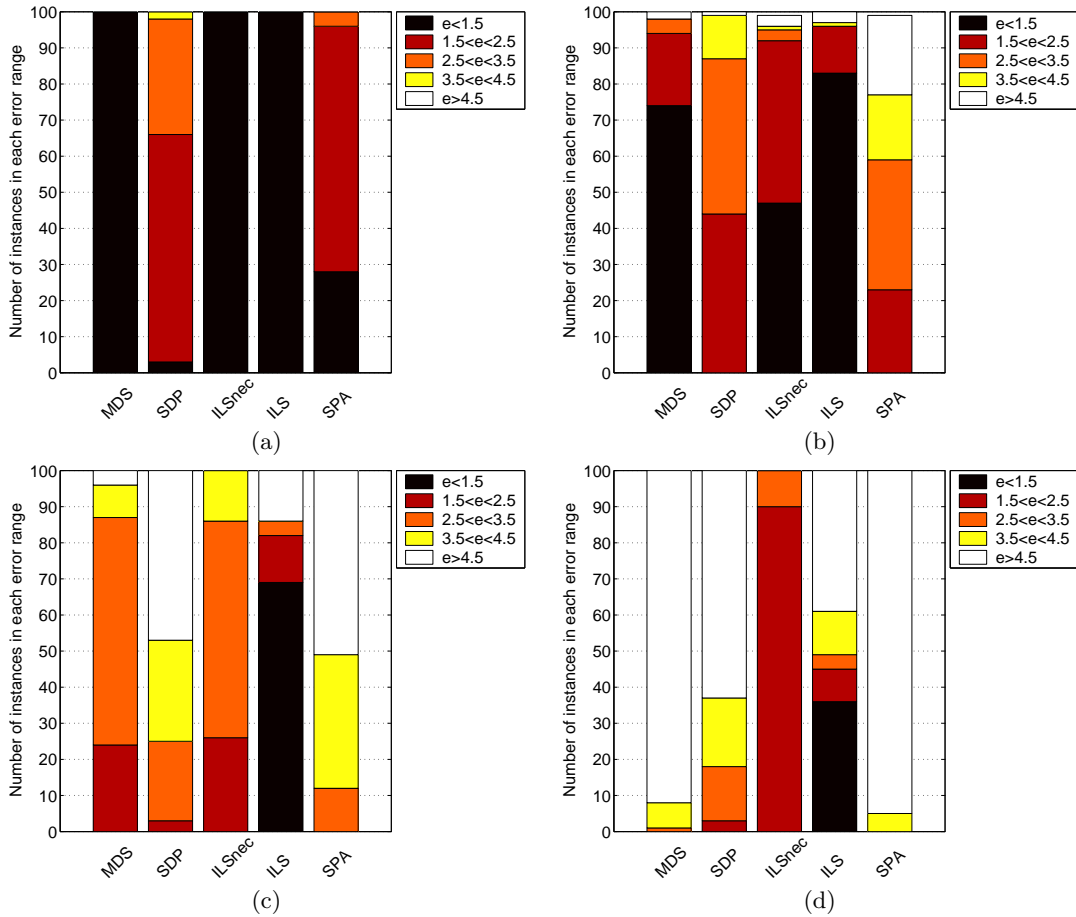 Number of instances in each error range
100
90
80
70
60
50
40
30
20
10
0
MDS
SDP
ILSnec
ILS
SPA
e<1.5
1.5<e<2.5
2.5<e<3.5
3.5<e<4.5
e>4.5
(a)
Number of instances in each error range
100
90
80
70
60
50
40
30
20
10
0
MDS
SDP
ILSnec
ILS
SPA
e<1.5
1.5<e<2.5
2.5<e<3.5
3.5<e<4.5
e>4.5
(b)
Number of instances in each error range
100
90
80
70
60
50
40
30
20
10
0
MDS
SDP
ILSnec
ILS
SPA
e<1.5
1.5<e<2.5
2.5<e<3.5
3.5<e<4.5
e>4.5
(c)
Number of instances in each error range
100
90
80
70
60
50
40
30
20
10
0
MDS
SDP
ILSnec
ILS
SPA
e<1.5
1.5<e<2.5
2.5<e<3.5
3.5<e<4.5
e>4.5
(d)